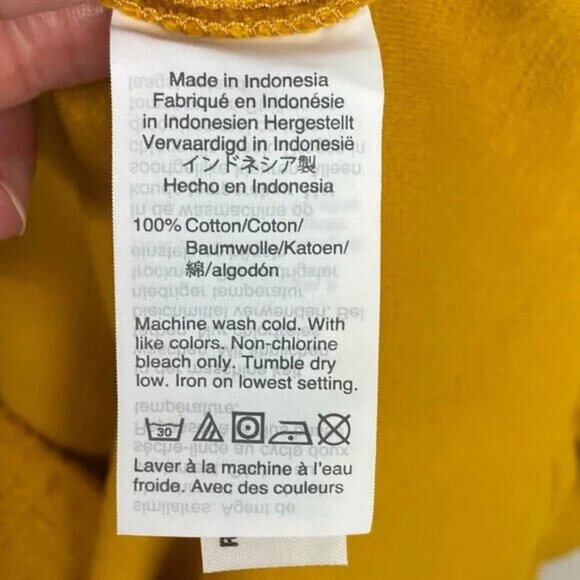 Made in Indonesia
Fabriqué en Indonésie
in Indonesien Hergestellt
Vervaardigd in Indonesië
インドネシア製
Hecho en Indonesia
100% Cotton/Coton/
Baumwolle/Katoen/
綿/algodón
Machine wash cold. With
like colors. Non-chlorine
bleach only. Tumble dry
low. Iron on lowest setting.
30
Laver à la machine à l'eau
froide. Avec des couleurs